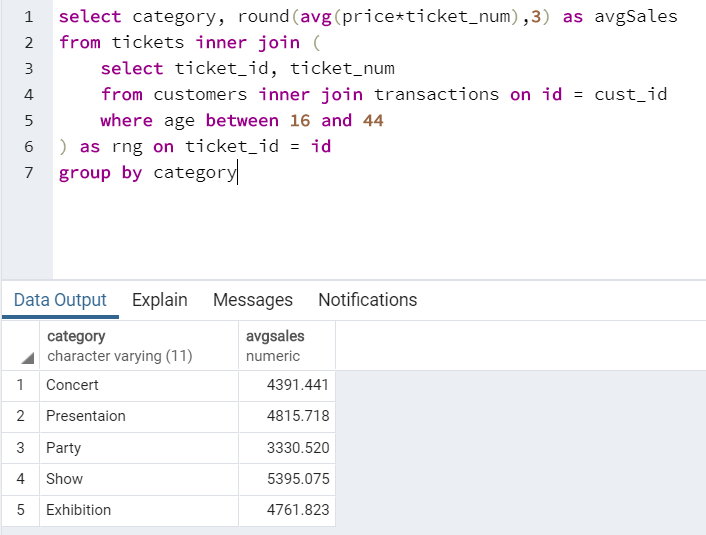 1 select category, round(avg(price*ticket_num),3) as avgSales
2 from tickets inner join (
3 select ticket_id, ticket_num
4 from customers inner join transactions on id = cust_id
5 where age between 16 and 44
6 ) as rng on ticket_id = id
7 group by category
Data Output Explain Messages Notifications
category avgsales
character varying (11) numeric
1 Concert 4391.441
2 Presentaion 4815.718
3 Party 3330.520
4 Show 5395.075
5 Exhibition 4761.823